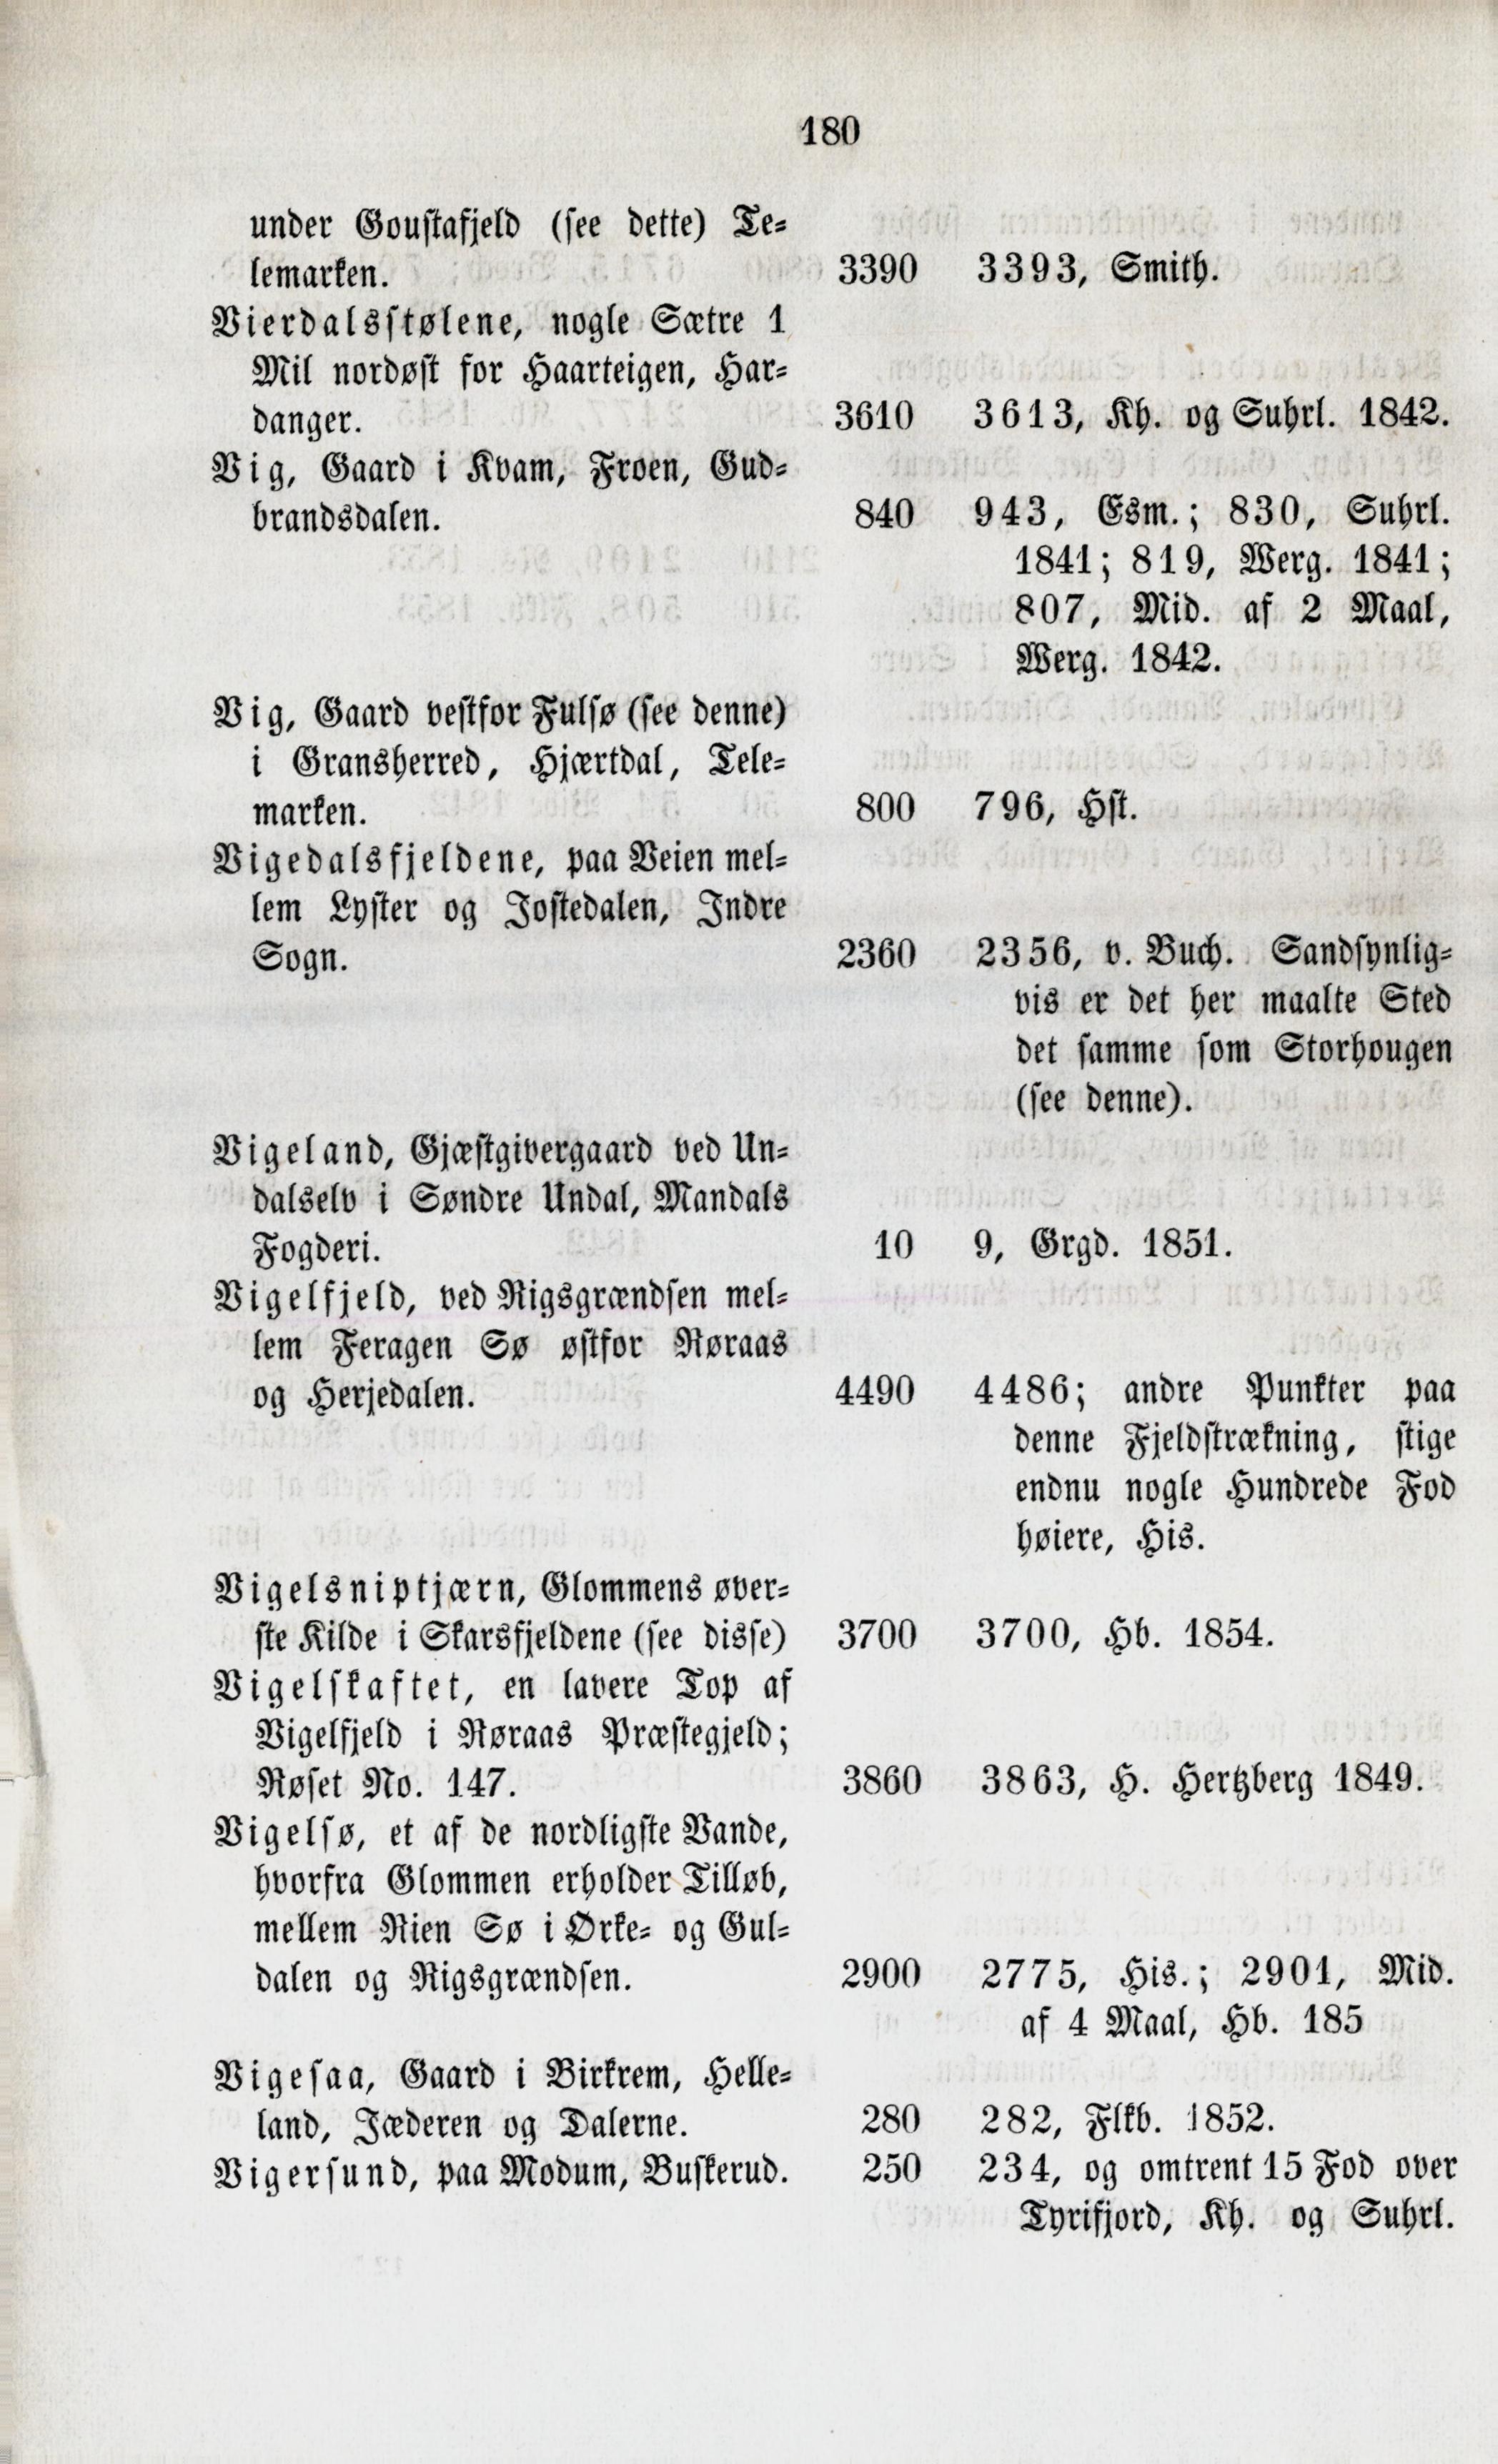 180
under Goustafjeld (see dette) Te-
lemarken. 3390 3393, Smith.
Vierdalsstølene, nogle Sætre 1
Mil nordøst for Haarteigen, Har-
danger. 3610 3613, Kh. og Suhrl. 1842.
Vig, Gaard i Kvam, Froen, Gud-
brandsdalen. 840 943, Esm.; 830, Suhrl.
1841; 819, Werg. 1841;
807, Mid. af 2 Maal,
Werg. 1842.
Vig, Gaard vestfor Fulsø (see denne)
i Gransherred, Hjærtdal, Tele-
marken. 800 796, Hst.
Vigedalsfjeldene, paa Veien mel-
lem Lyster og Jostedalen, Indre
Sogn. 2360 2356, v. Buch. Sandsynlig-
vis er det her maalte Sted
det samme som Storhougen
(see denne).
Vigeland, Gjæstgivergaard ved Un-
dalselv i Søndre Undal, Mandals
Fogderi. 10 9, Grgd. 1851.
Vigelfjeld, ved Rigsgrændsen mel-
lem Feragen Sø østfor Røraas
og Herjedalen. 4490 4486; andre Punkter paa
denne Fjeldstrækning, stige
endnu nogle Hundrede Fod
høiere, His.
Vigelsniptjærn, Glommens øver-
ste Kilde i Skarsfjeldene (see disse) 3700 3700, Hb. 1854.
Vigelskaftet, en lavere Top af
Vigelfjeld i Røraas Præstegjeld;
Røset No. 147. 3860 3863, H. Hertzberg 1849.
Vigelsø, et af de nordligste Vande,
hvorfra Glommen erholder Tilløb,
mellem Rien Sø i Ørke- og Gul-
dalen og Rigsgrændsen. 2900 2775, His.; 2901, Mid.
af 4 Maal, Hb. 185
Vigesaa, Gaard i Birkrem, Helle-
land, Jæderen og Dalerne. 280 282, Flkb. 1852.
Vigersund, paa Modum, Buskerud. 250 234, og omtrent 15 Fod over
Tyrifjord, Kh. og Suhrl.